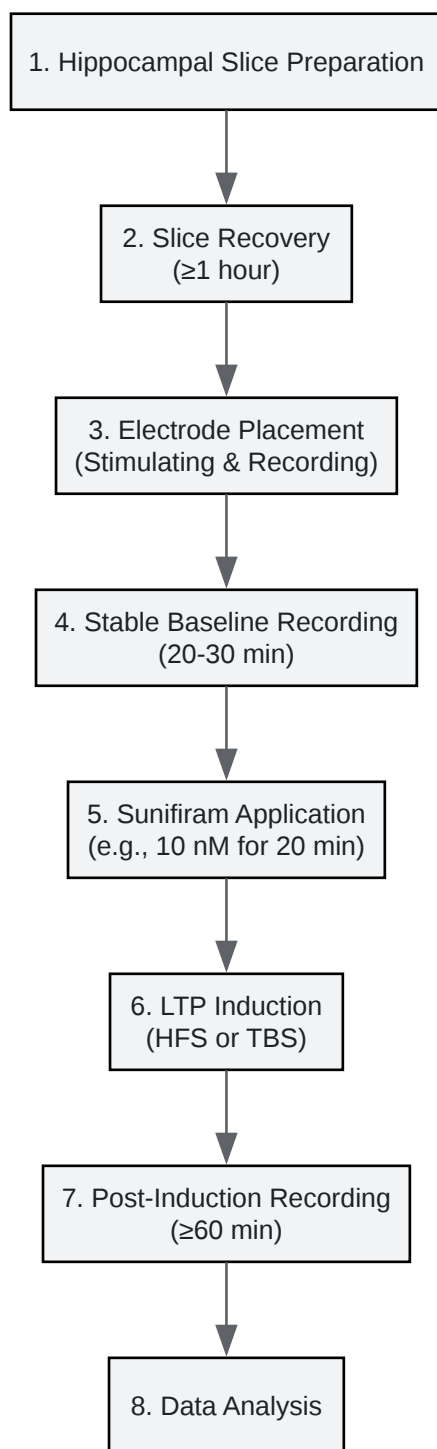 1. Hippocampal Slice Preparation
2. Slice Recovery
(≥1 hour)
3. Electrode Placement
(Stimulating & Recording)
4. Stable Baseline Recording
(20-30 min)
5. Sunifiram Application
(e.g., 10 nM for 20 min)
6. LTP Induction
(HFS or TBS)
7. Post-Induction Recording
(≥60 min)
8. Data Analysis